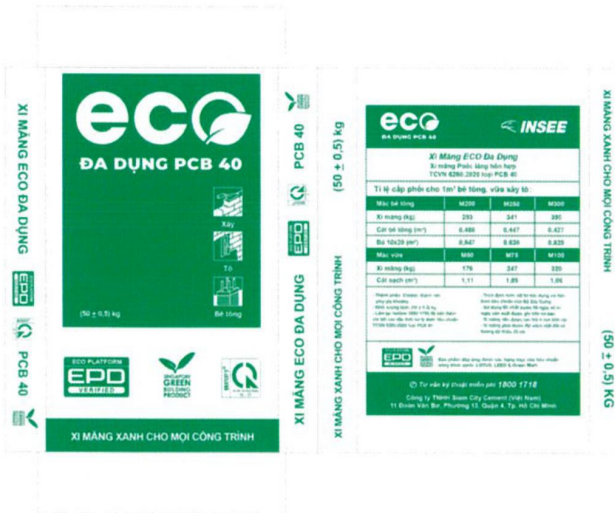 XI MĂNG ECO ĐA DỤNG
EPD
PCB 40
eco
ĐA DỤNG PCB 40
Xây
Tô
Bê tông
(50 ± 0,5) kg
ECO PLATFORM
EPD
VERIFIED
SINGAPORE
GREEN
BUILDING
PRODUCT
XI MĂNG XANH CHO MỌI CÔNG TRÌNH
PCB 40
EPD
XI MĂNG ECO ĐA DỤNG
(50 ± 0,5) kg
XI MĂNG XANH CHO MỌI CÔNG TRÌNH
eco
ĐA DỤNG PCB 40
INSEE
Xi Măng ECO Đa Dụng
Xi măng Poóc lăng hỗn hợp
TCVN 6260:2020 loại PCB 40
Tỉ lệ cấp phối cho 1m³ bê tông, vữa xây tô
Mác bê tông M200 M250 M300
Xi măng (kg) 293 341 390
Cát bê tông (m³) 0.466 0.447 0.427
Đá 10x20 (m³) 0.847 0.838 0.829
Mác vữa M50 M75 M100
Xi măng (kg) 176 247 320
Cát sạch (m³) 1.11 1.09 1.06
EPD
Tư vấn kỹ thuật miễn phí 1800 1718
Công ty TNHH Siam City Cement (Việt Nam)
11 Đoàn Văn Bơ, Phường 13, Quận 4, Tp. Hồ Chí Minh
XI MĂNG XANH CHO MỌI CÔNG TRÌNH
(50 ± 0,5) KG